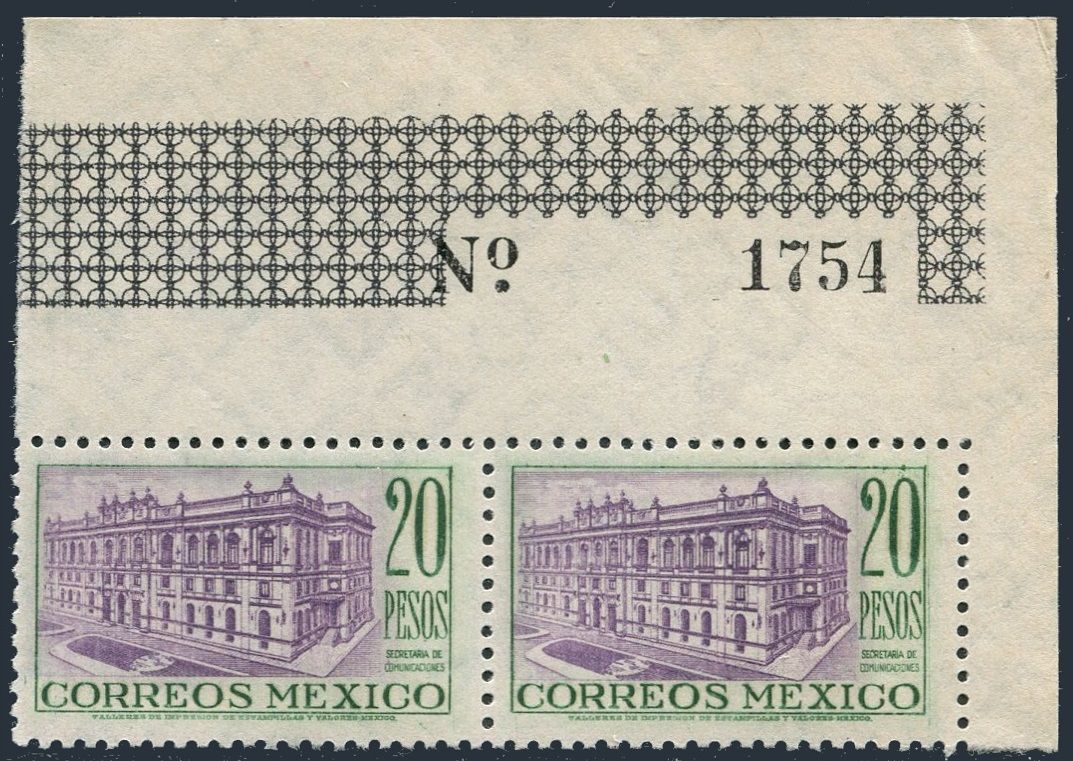 Nº. 1754
20
PESOS
SECRETARIA DE
COMUNICACIONES
CORREOS MEXICO
TALLERES DE IMPRESION DE ESTAMPILLAS Y VALORES-MEXICO.
20
PESOS
SECRETARIA DE
COMUNICACIONES
CORREOS MEXICO
TALLERES DE IMPRESION DE ESTAMPILLAS Y VALORES-MEXICO.